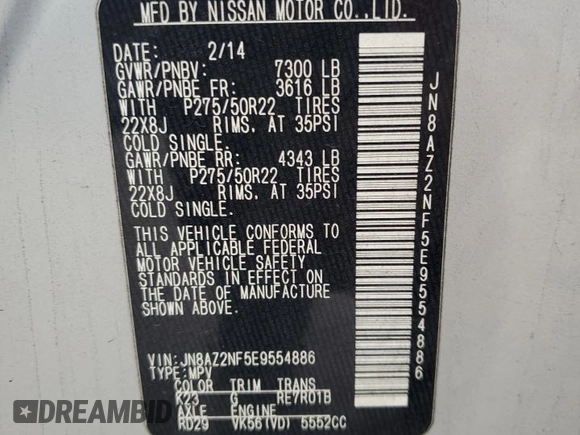 MFD BY NISSAN MOTOR CO.,LTD.
DATE: 2/14
GVWR/PNBV: 7300 LB
GAWR/PNBE FR: 3616 LB
WITH P275/50R22 TIRES
22X8J RIMS, AT 35PSI
COLD SINGLE.
GAWR/PNBE RR: 4343 LB
WITH P275/50R22 TIRES
22X8J RIMS, AT 35PSI
COLD SINGLE.
THIS VEHICLE CONFORMS TO
ALL APPLICABLE FEDERAL
MOTOR VEHICLE SAFETY
STANDARDS IN EFFECT ON
THE DATE OF MANUFACTURE
SHOWN ABOVE.
VIN: JN8AZ2NF5E9554886
TYPE: MPV
COLOR TRIM TRANS
K23 G RE7R01B
AXLE ENGINE
RD29 VK56(VD) 5552CC
JN8AZ2NF5E9554886
DREAMBID.COM